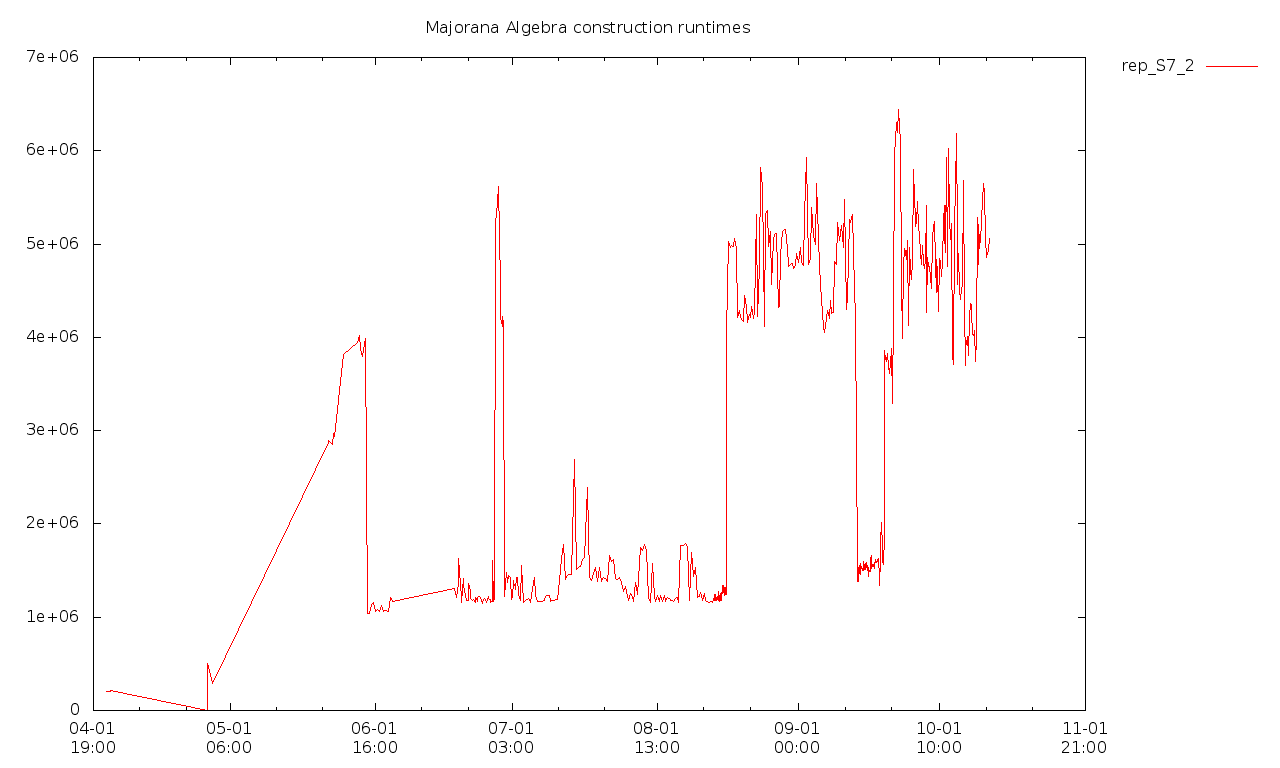 Majorana Algebra construction runtimes
rep_S7_2
7e+06
6e+06
5e+06
4e+06
3e+06
2e+06
1e+06
0
04-01 05-01 06-01 07-01 08-01 09-01 10-01 11-01
19:00 06:00 16:00 03:00 13:00 00:00 10:00 21:00